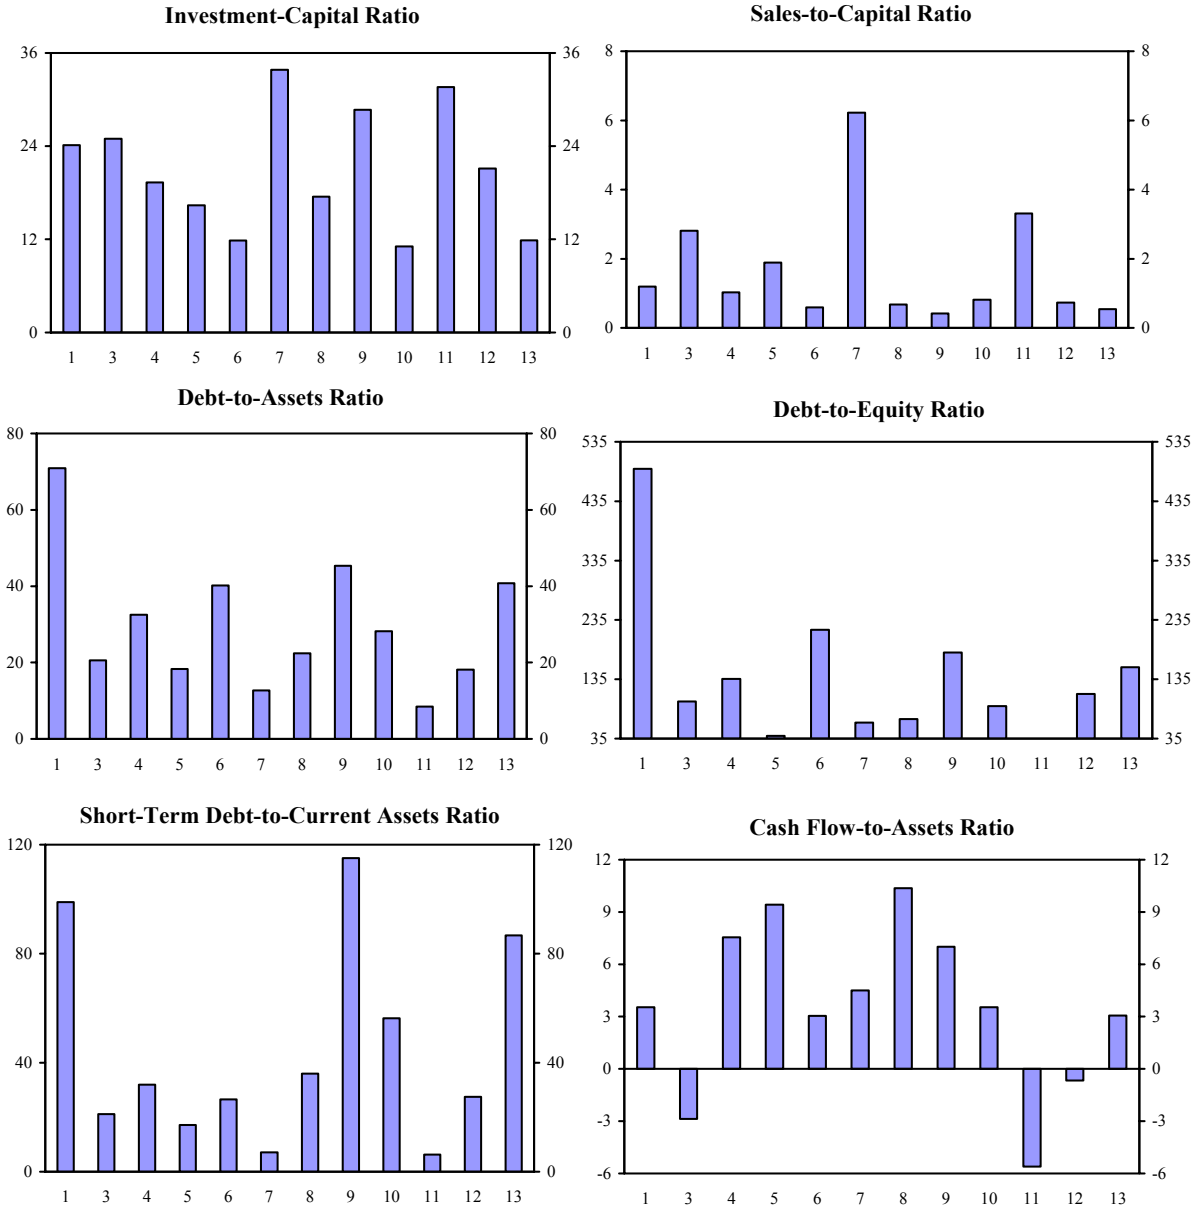 Investment-Capital Ratio
36 36
24 24
12 12
0 0
1 3 4 5 6 7 8 9 10 11 12 13
Sales-to-Capital Ratio
8 8
6 6
4 4
2 2
0 0
1 3 4 5 6 7 8 9 10 11 12 13
Debt-to-Assets Ratio
80 80
60 60
40 40
20 20
0 0
1 3 4 5 6 7 8 9 10 11 12 13
Debt-to-Equity Ratio
535 535
435 435
335 335
235 235
135 135
35 35
1 3 4 5 6 7 8 9 10 11 12 13
Short-Term Debt-to-Current Assets Ratio
120 120
80 80
40 40
0 0
1 3 4 5 6 7 8 9 10 11 12 13
Cash Flow-to-Assets Ratio
12 12
9 9
6 6
3 3
0 0
-3 -3
-6 -6
1 3 4 5 6 7 8 9 10 11 12 13